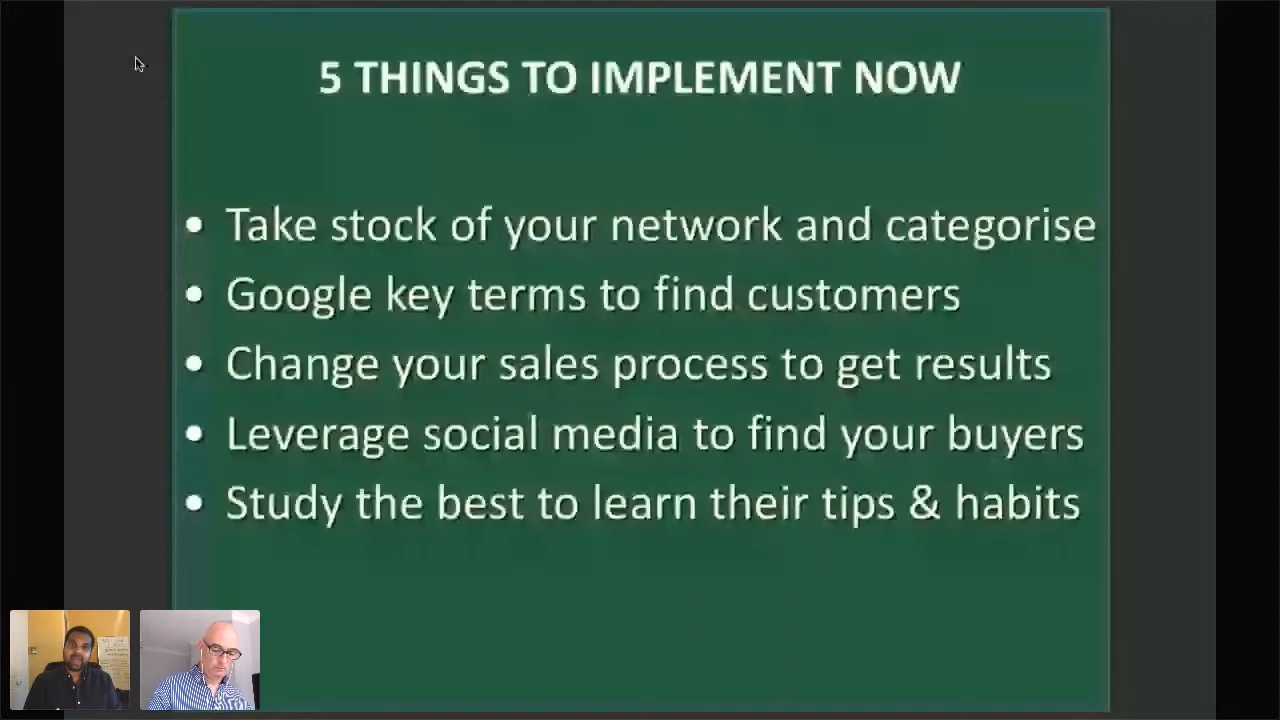 5 THINGS TO IMPLEMENT NOW
• Take stock of your network and categorise
• Google key terms to find customers
• Change your sales process to get results
• Leverage social media to find your buyers
• Study the best to learn their tips & habits